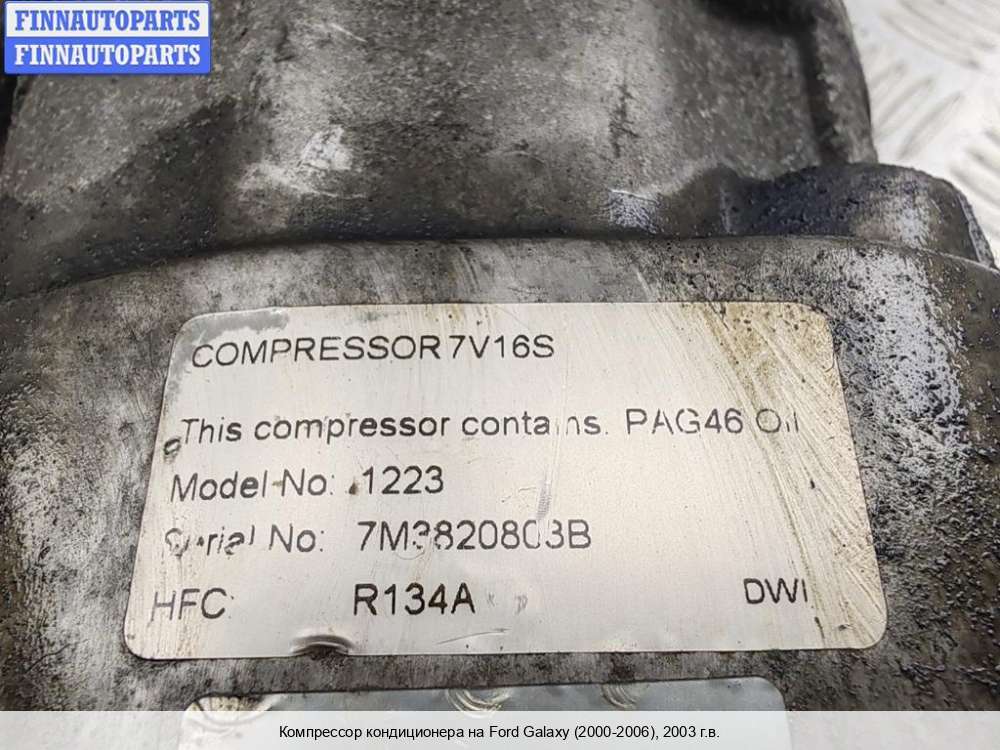 FINNAUTOPARTS
FINNAUTOPARTS
COMPRESSOR 7V16S
This compressor contains. PAG46 Oil
Model No: 1223
Serial No: 7M3820803B
HFC: R134A DWI
Компрессор кондиционера на Ford Galaxy (2000-2006), 2003 г.в.